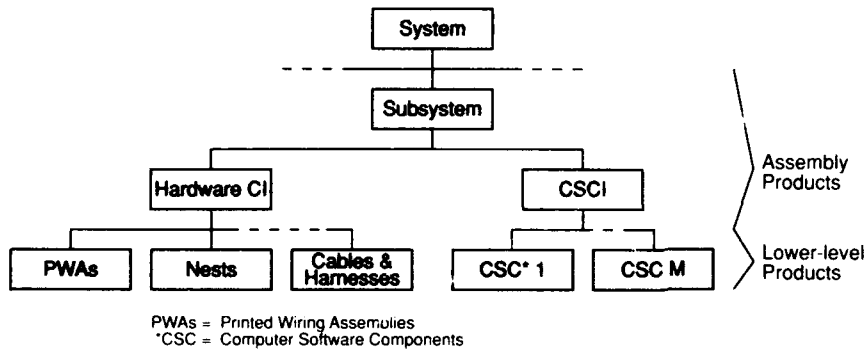 System
Subsystem
Hardware CI
CSCI
Assembly
Products
PWAs
Nests
Cables &
Harnesses
CSC* 1
CSC M
Lower-level
Products
PWAs = Printed Wiring Assemblies
*CSC = Computer Software Components